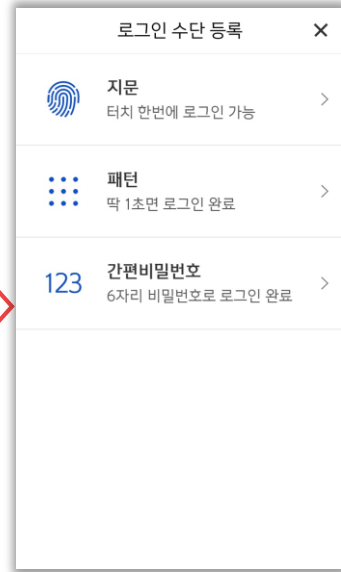 로그인 수단 등록
지문
터치 한번에 로그인 가능
패턴
딱 1초면 로그인 완료
123
간편비밀번호
6자리 비밀번호로 로그인 완료